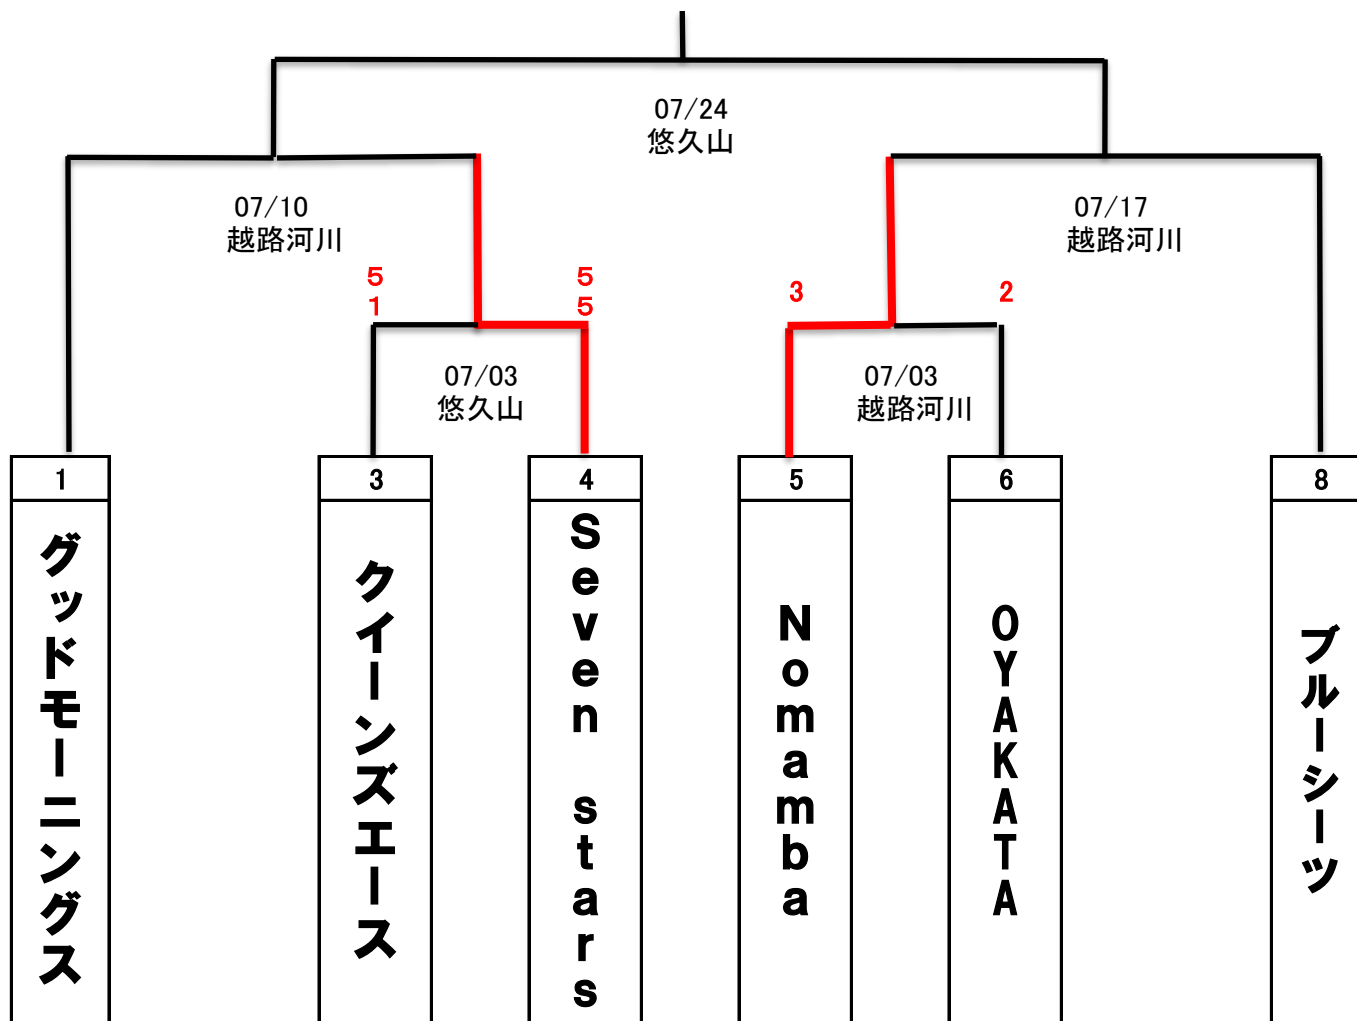 07/24
悠久山
07/10
越路河川
07/17
越路河川
5
1
5
5
3
2
07/03
悠久山
07/03
越路河川
1
3
4
5
6
8
グッドモーニングス
クイーンズエース
Seven stars
Nomamba
OYAKATA
ブルーシーツ